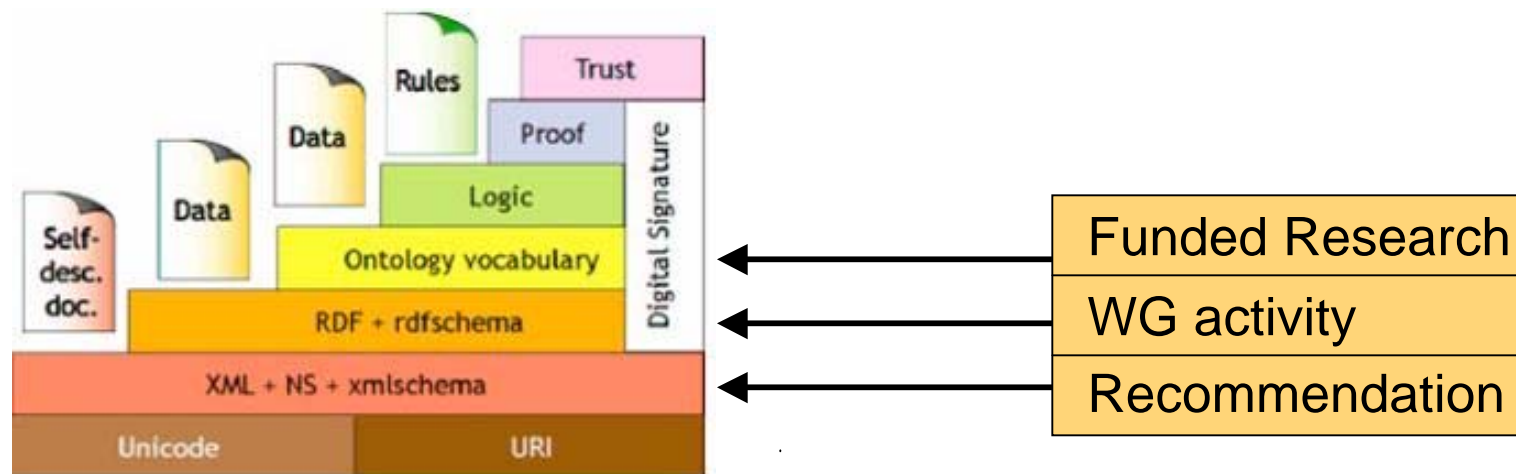 Trust
Rules
Proof
Data
Logic
Digital Signature
Data
Self-
desc.
doc.
Ontology vocabulary
RDF + rdfschema
XML + NS + xmlschema
Unicode
URI
Funded Research
WG activity
Recommendation